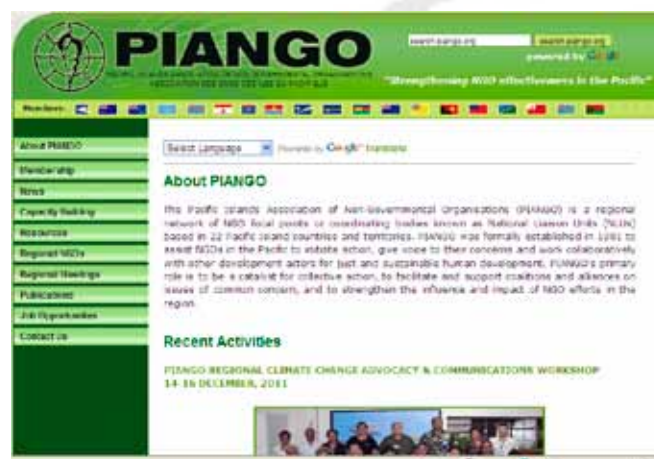 PIANGO
search piango.org
search piango.org
powered by Google
"Strengthening NGO effectiveness in the Pacific"
Members:
About PIANGO
Membership
News
Capacity Building
Resources
Regional NGOs
Regional Meetings
Publications
Job Opportunities
Contact Us
Select Language
Powered by Google Translate
About PIANGO
The Pacific Islands Association of Non-Governmental Organisations (PIANGO) is a regional
network of NGO focal points or coordinating bodies known as National Liaison Units (NLUs)
based in 22 Pacific island countries and territories. PIANGO was formally established in 1991 to
assist NGOs in the Pacific to initiate action, give voice to their concerns and work collaboratively
with other development actors for just and sustainable human development. PIANGO's primary
role is to be a catalyst for collective action, to facilitate and support coalitions and alliances on
issues of common concern, and to strengthen the influence and impact of NGO efforts in the
region.
Recent Activities
PIANGO REGIONAL CLIMATE CHANGE ADVOCACY & COMMUNICATIONS WORKSHOP
14-16 DECEMBER, 2011